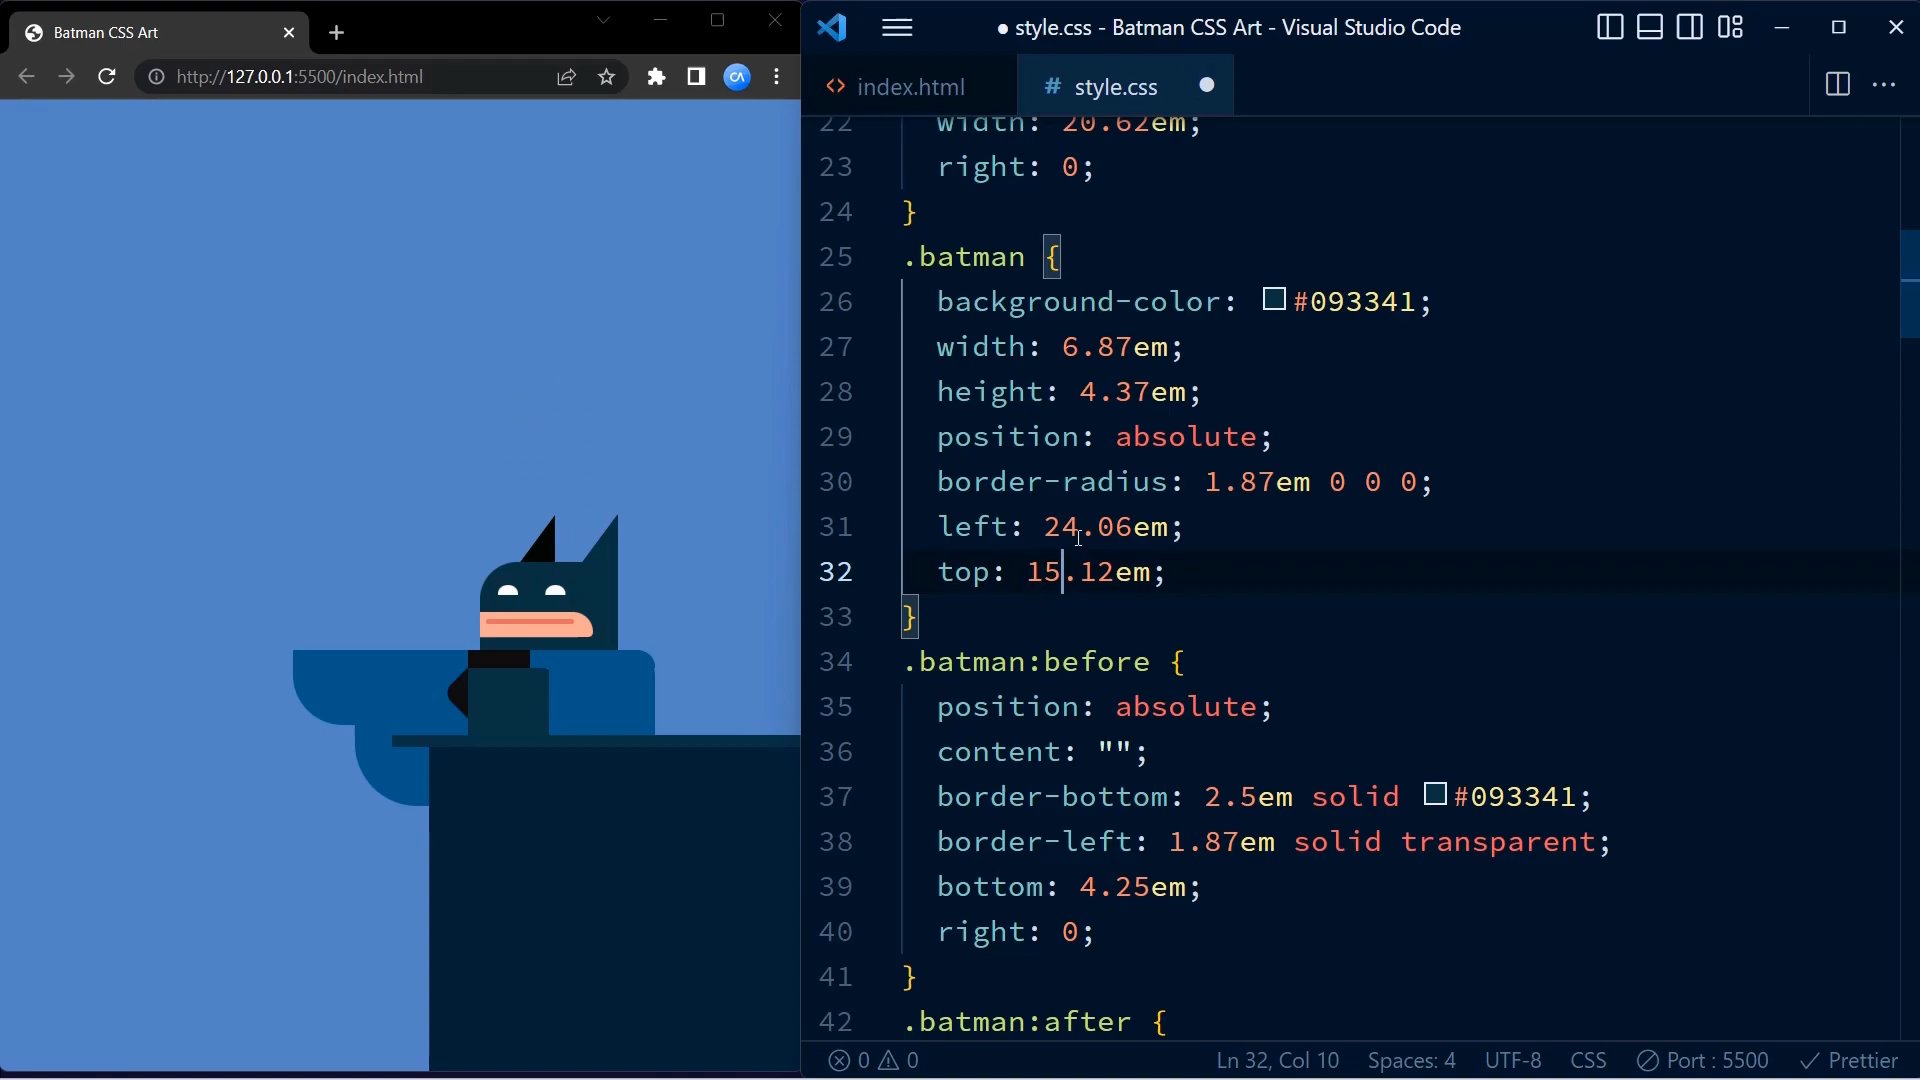 Batman CSS Art
http://127.0.0.1:5500/index.html
CA
style.css - Batman CSS Art - Visual Studio Code
<> index.html
# style.css
22 width: 20.62em;
23 right: 0;
24 }
25 .batman {
26 background-color: #093341;
27 width: 6.87em;
28 height: 4.37em;
29 position: absolute;
30 border-radius: 1.87em 0 0 0;
31 left: 24.06em;
32 top: 15.12em;
33 }
34 .batman:before {
35 position: absolute;
36 content: "";
37 border-bottom: 2.5em solid #093341;
38 border-left: 1.87em solid transparent;
39 bottom: 4.25em;
40 right: 0;
41 }
42 .batman:after {
0 0 Ln 32, Col 10 Spaces: 4 UTF-8 CSS Port : 5500 Prettier